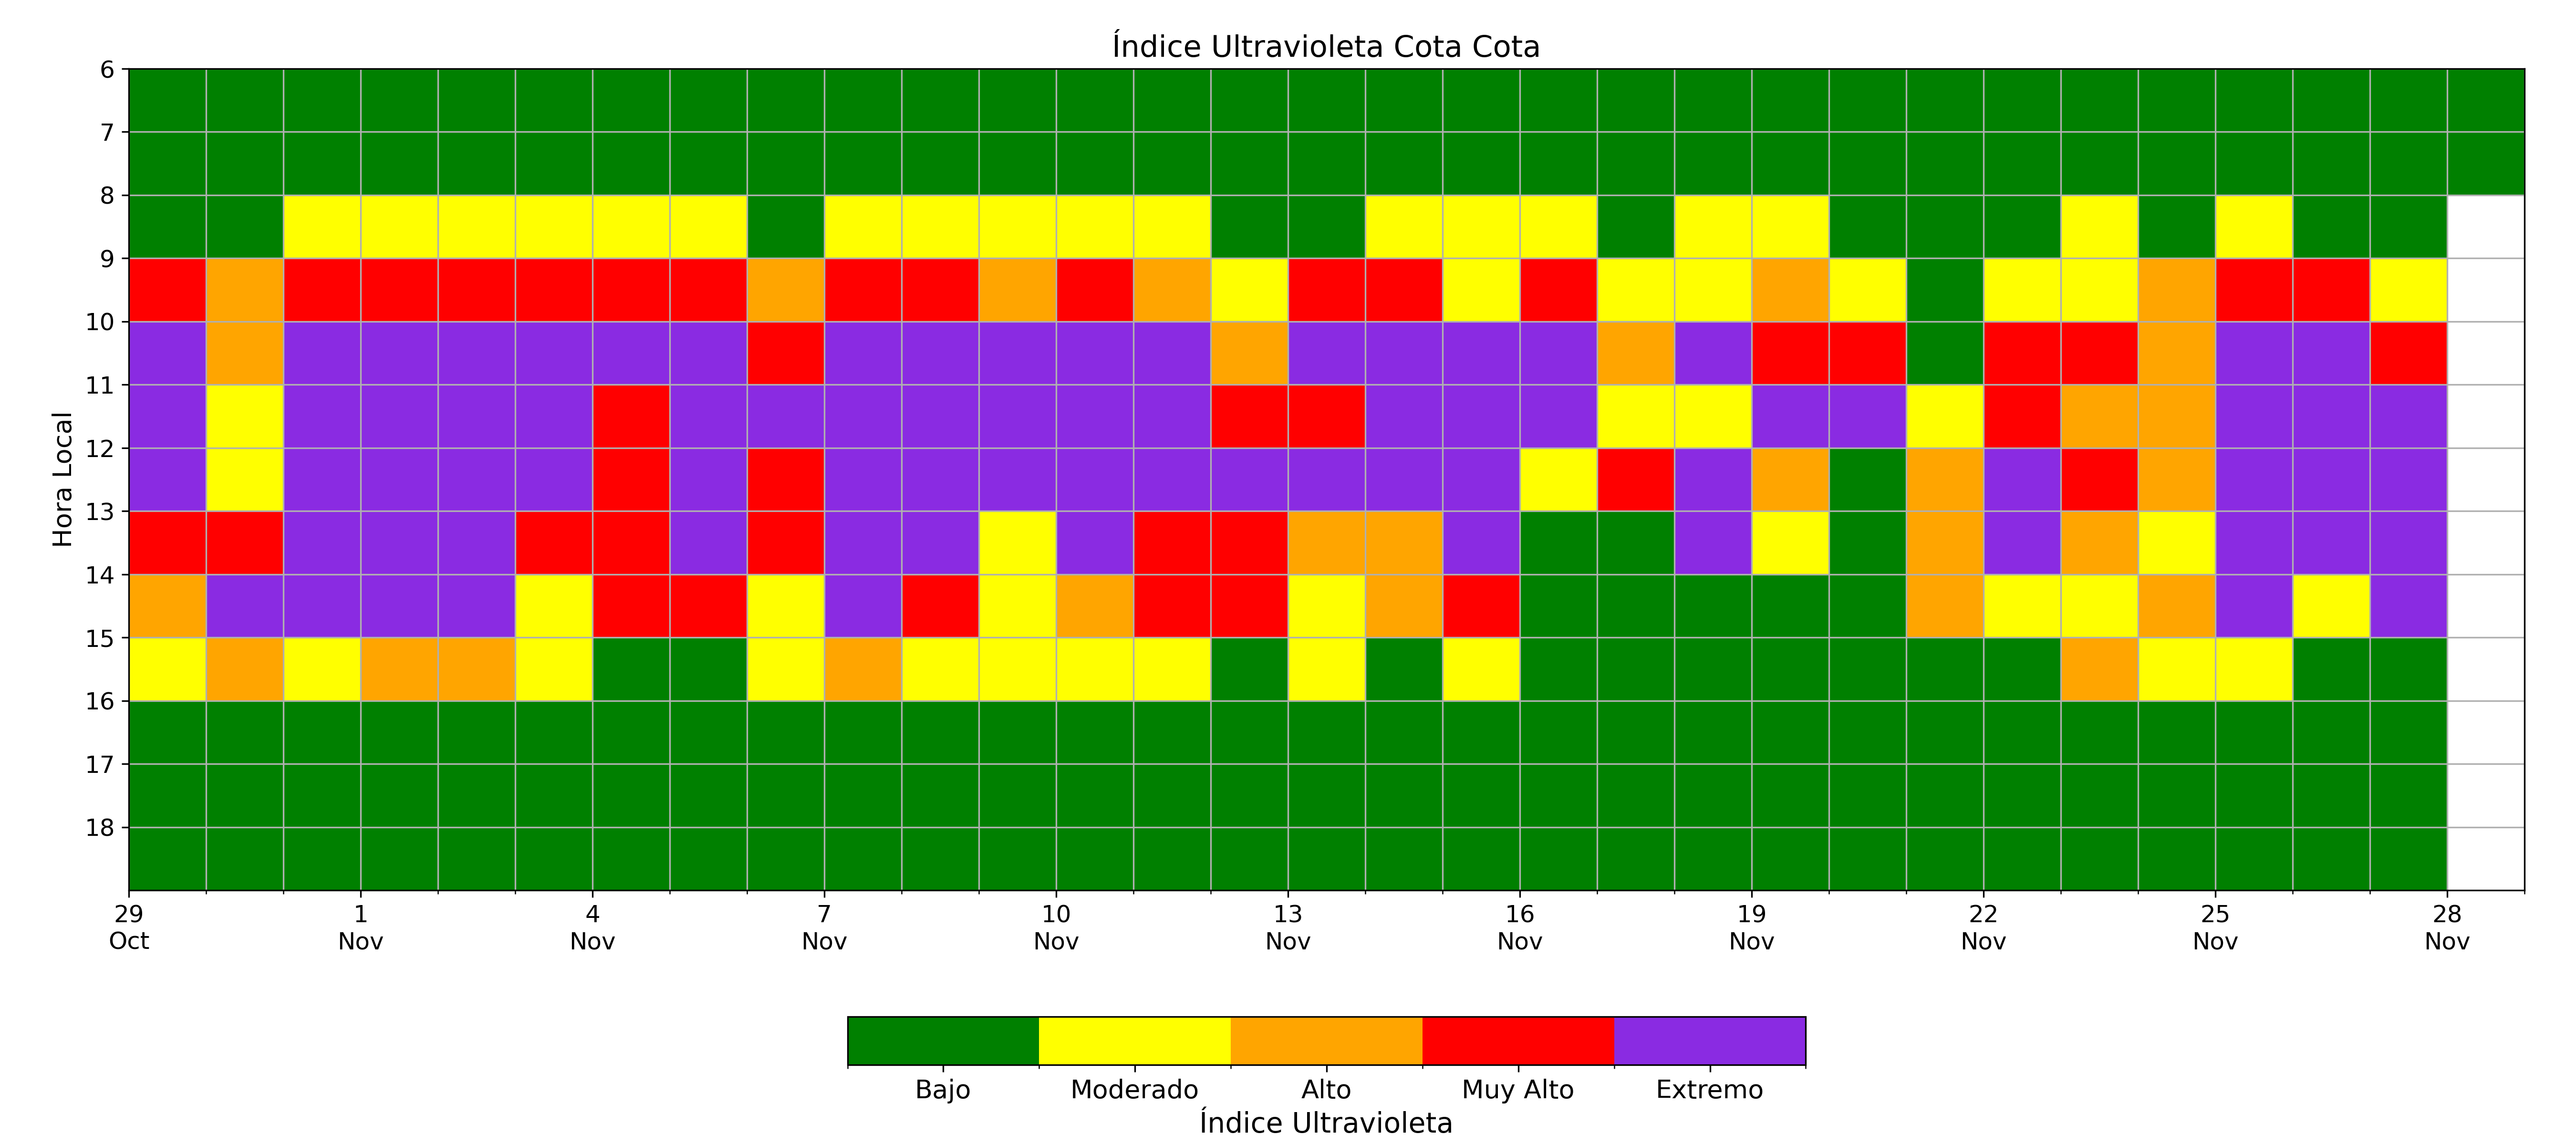 Índice Ultravioleta Cota Cota
Hora Local
6
7
8
9
10
11
12
13
14
15
16
17
18
29 1 4 7 10 13 16 19 22 25 28
Oct Nov Nov Nov Nov Nov Nov Nov Nov Nov Nov
Bajo Moderado Alto Muy Alto Extremo
Índice Ultravioleta